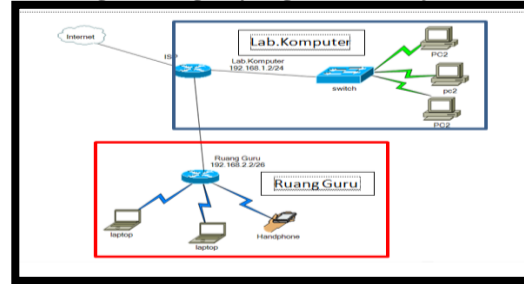 Internet
ISP
Lab.Komputer
Lab.Komputer
192.168.1.2/24
switch
PC2
pc2
PC2
Ruang Guru
192.168.2.2/26
Ruang Guru
laptop
laptop
Handphone